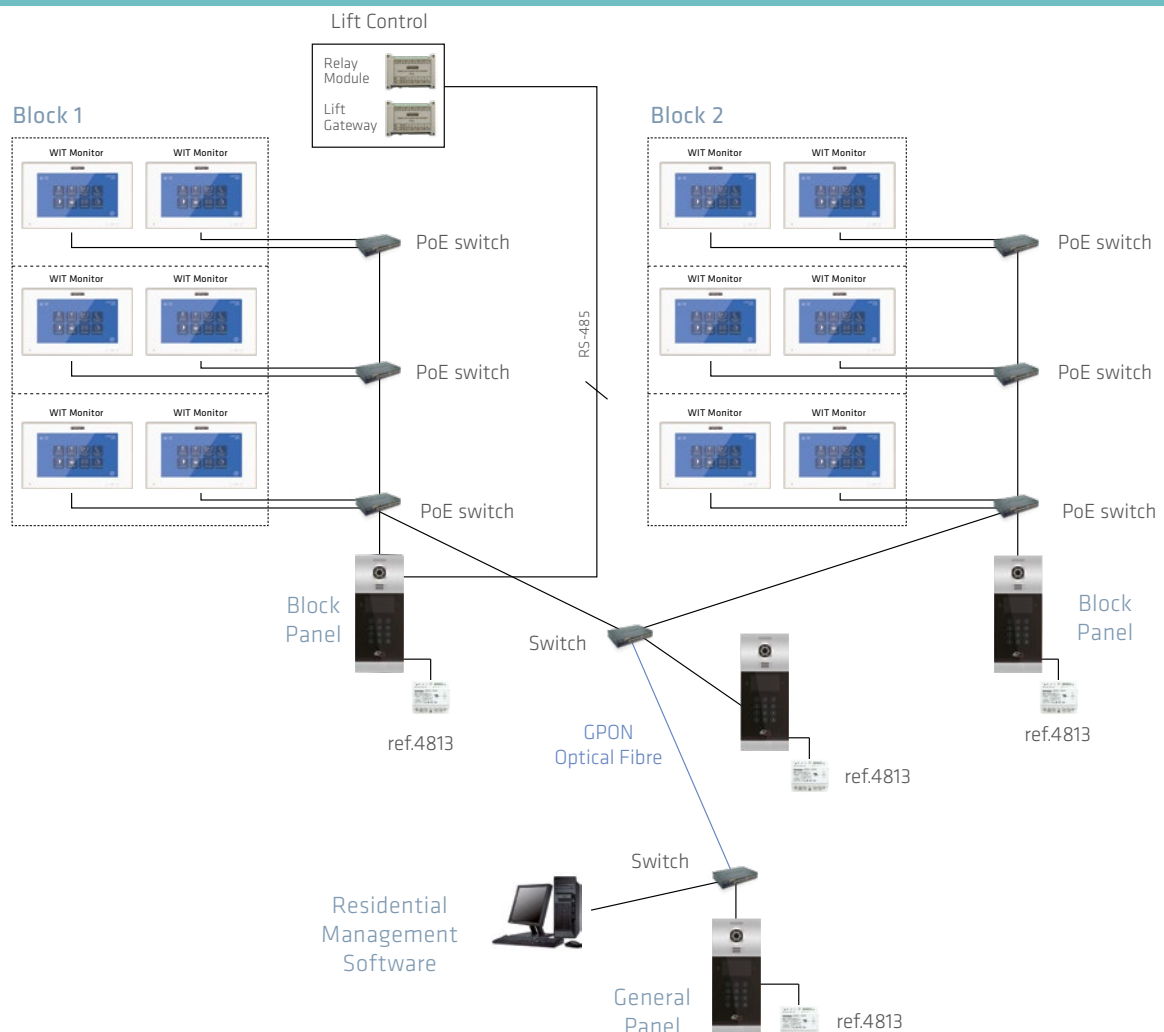 Lift Control
Relay
Module
Lift
Gateway
Block 1
Block 2
WIT Monitor
WIT Monitor
WIT Monitor
WIT Monitor
PoE switch
PoE switch
WIT Monitor
WIT Monitor
WIT Monitor
WIT Monitor
RS-485
PoE switch
PoE switch
WIT Monitor
WIT Monitor
WIT Monitor
WIT Monitor
PoE switch
PoE switch
Block
Panel
Block
Panel
Switch
ref.4813
GPON
Optical Fibre
ref.4813
ref.4813
Switch
Residential
Management
Software
General
Panel
ref.4813